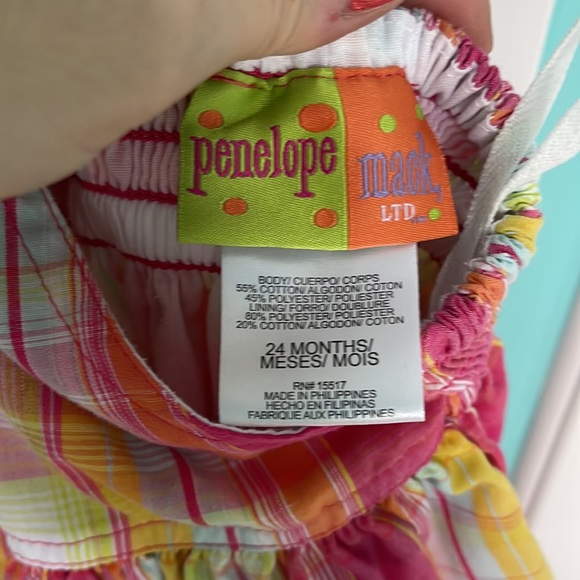 penelope
mack,
LTD.
BODY/ CUERPO/ CORPS
55% COTTON/ ALGODON/ COTON
45% POLYESTER/ POLIESTER
LINING/ FORRO/ DOUBLURE
80% POLYESTER/ POLIESTER
20% COTTON/ ALGODON/ COTON
24 MONTHS/
MESES/ MOIS
RN# 15517
MADE IN PHILIPPINES
HECHO EN FILIPINAS
FABRIQUE AUX PHILIPPINES